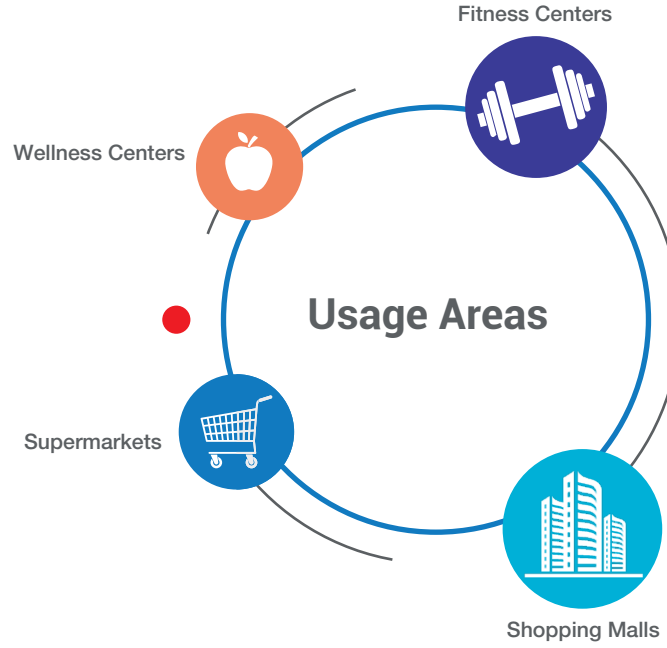 Fitness Centers
Wellness Centers
Usage Areas
Supermarkets
Shopping Malls